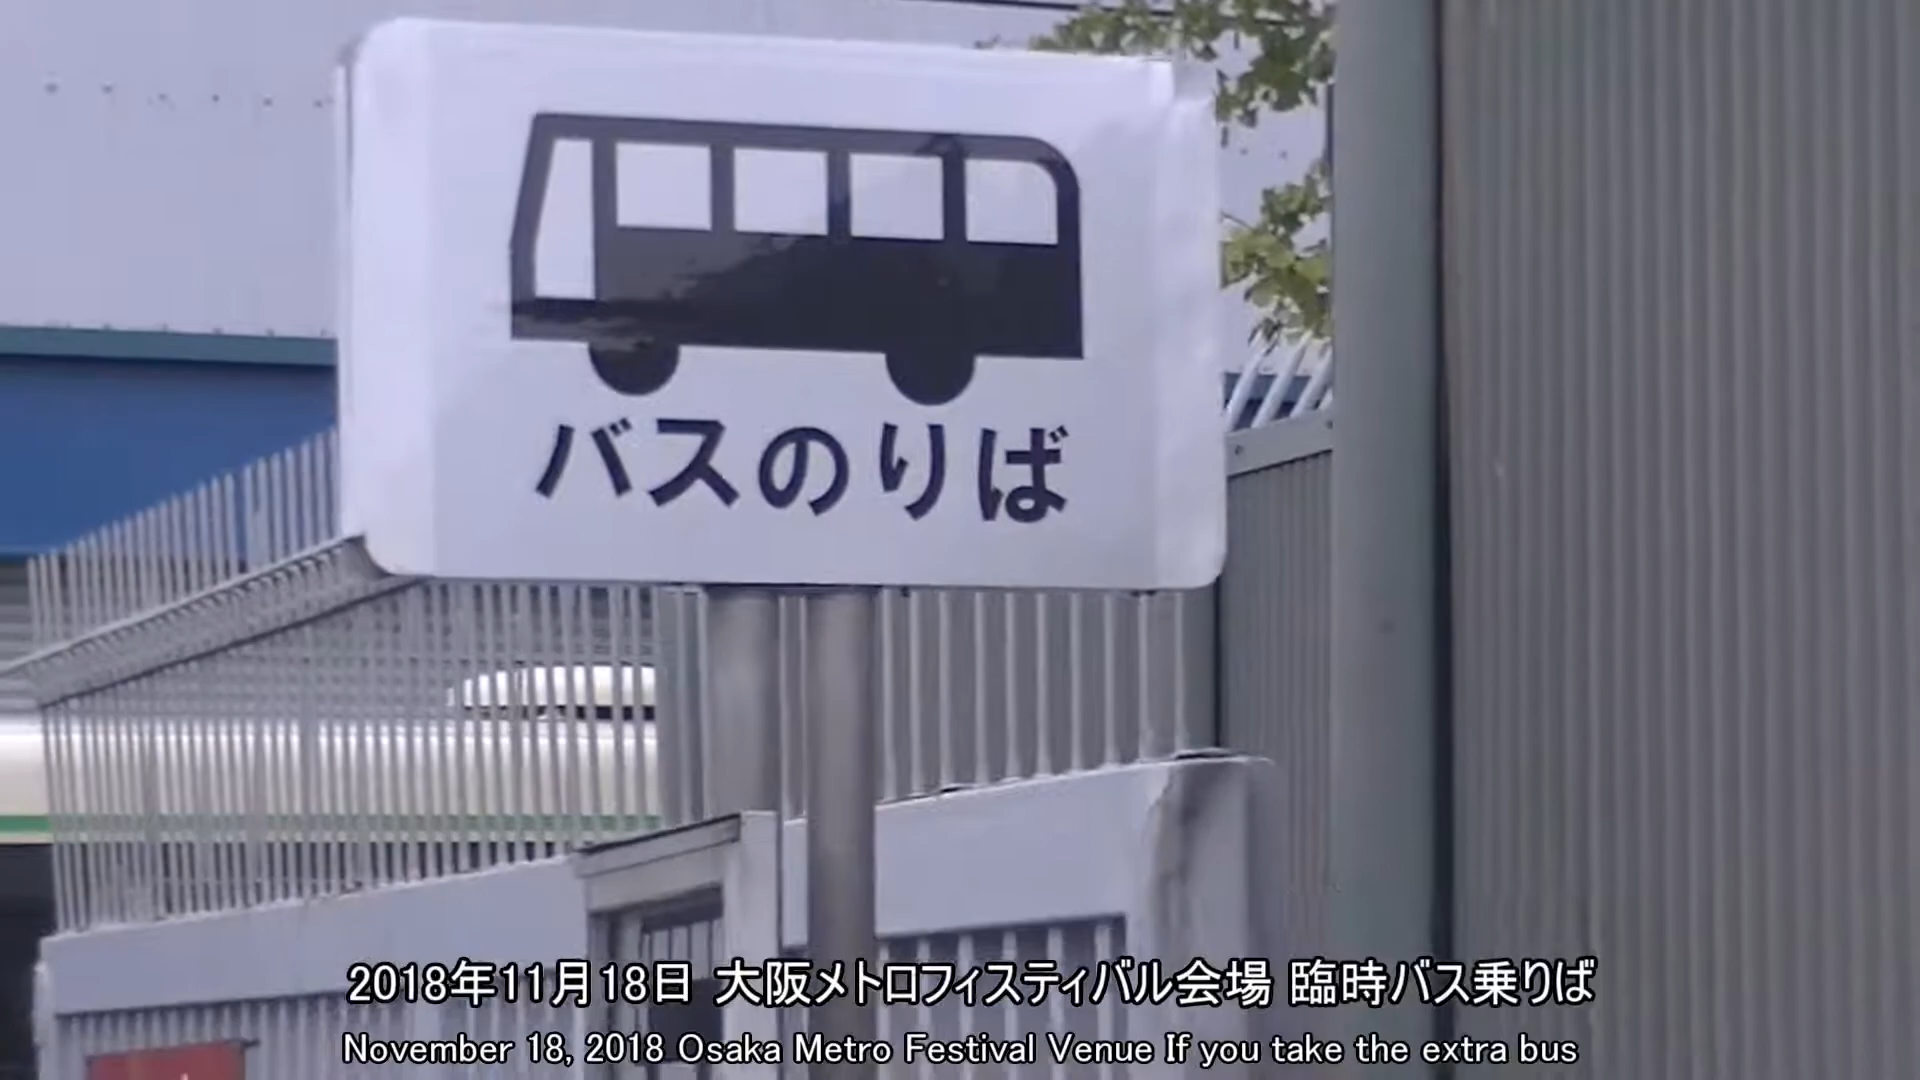 バスのりば
2018年11月18日 大阪メトロフィスティバル会場 臨時バス乗りば
November 18, 2018 Osaka Metro Festival Venue If you take the extra bus